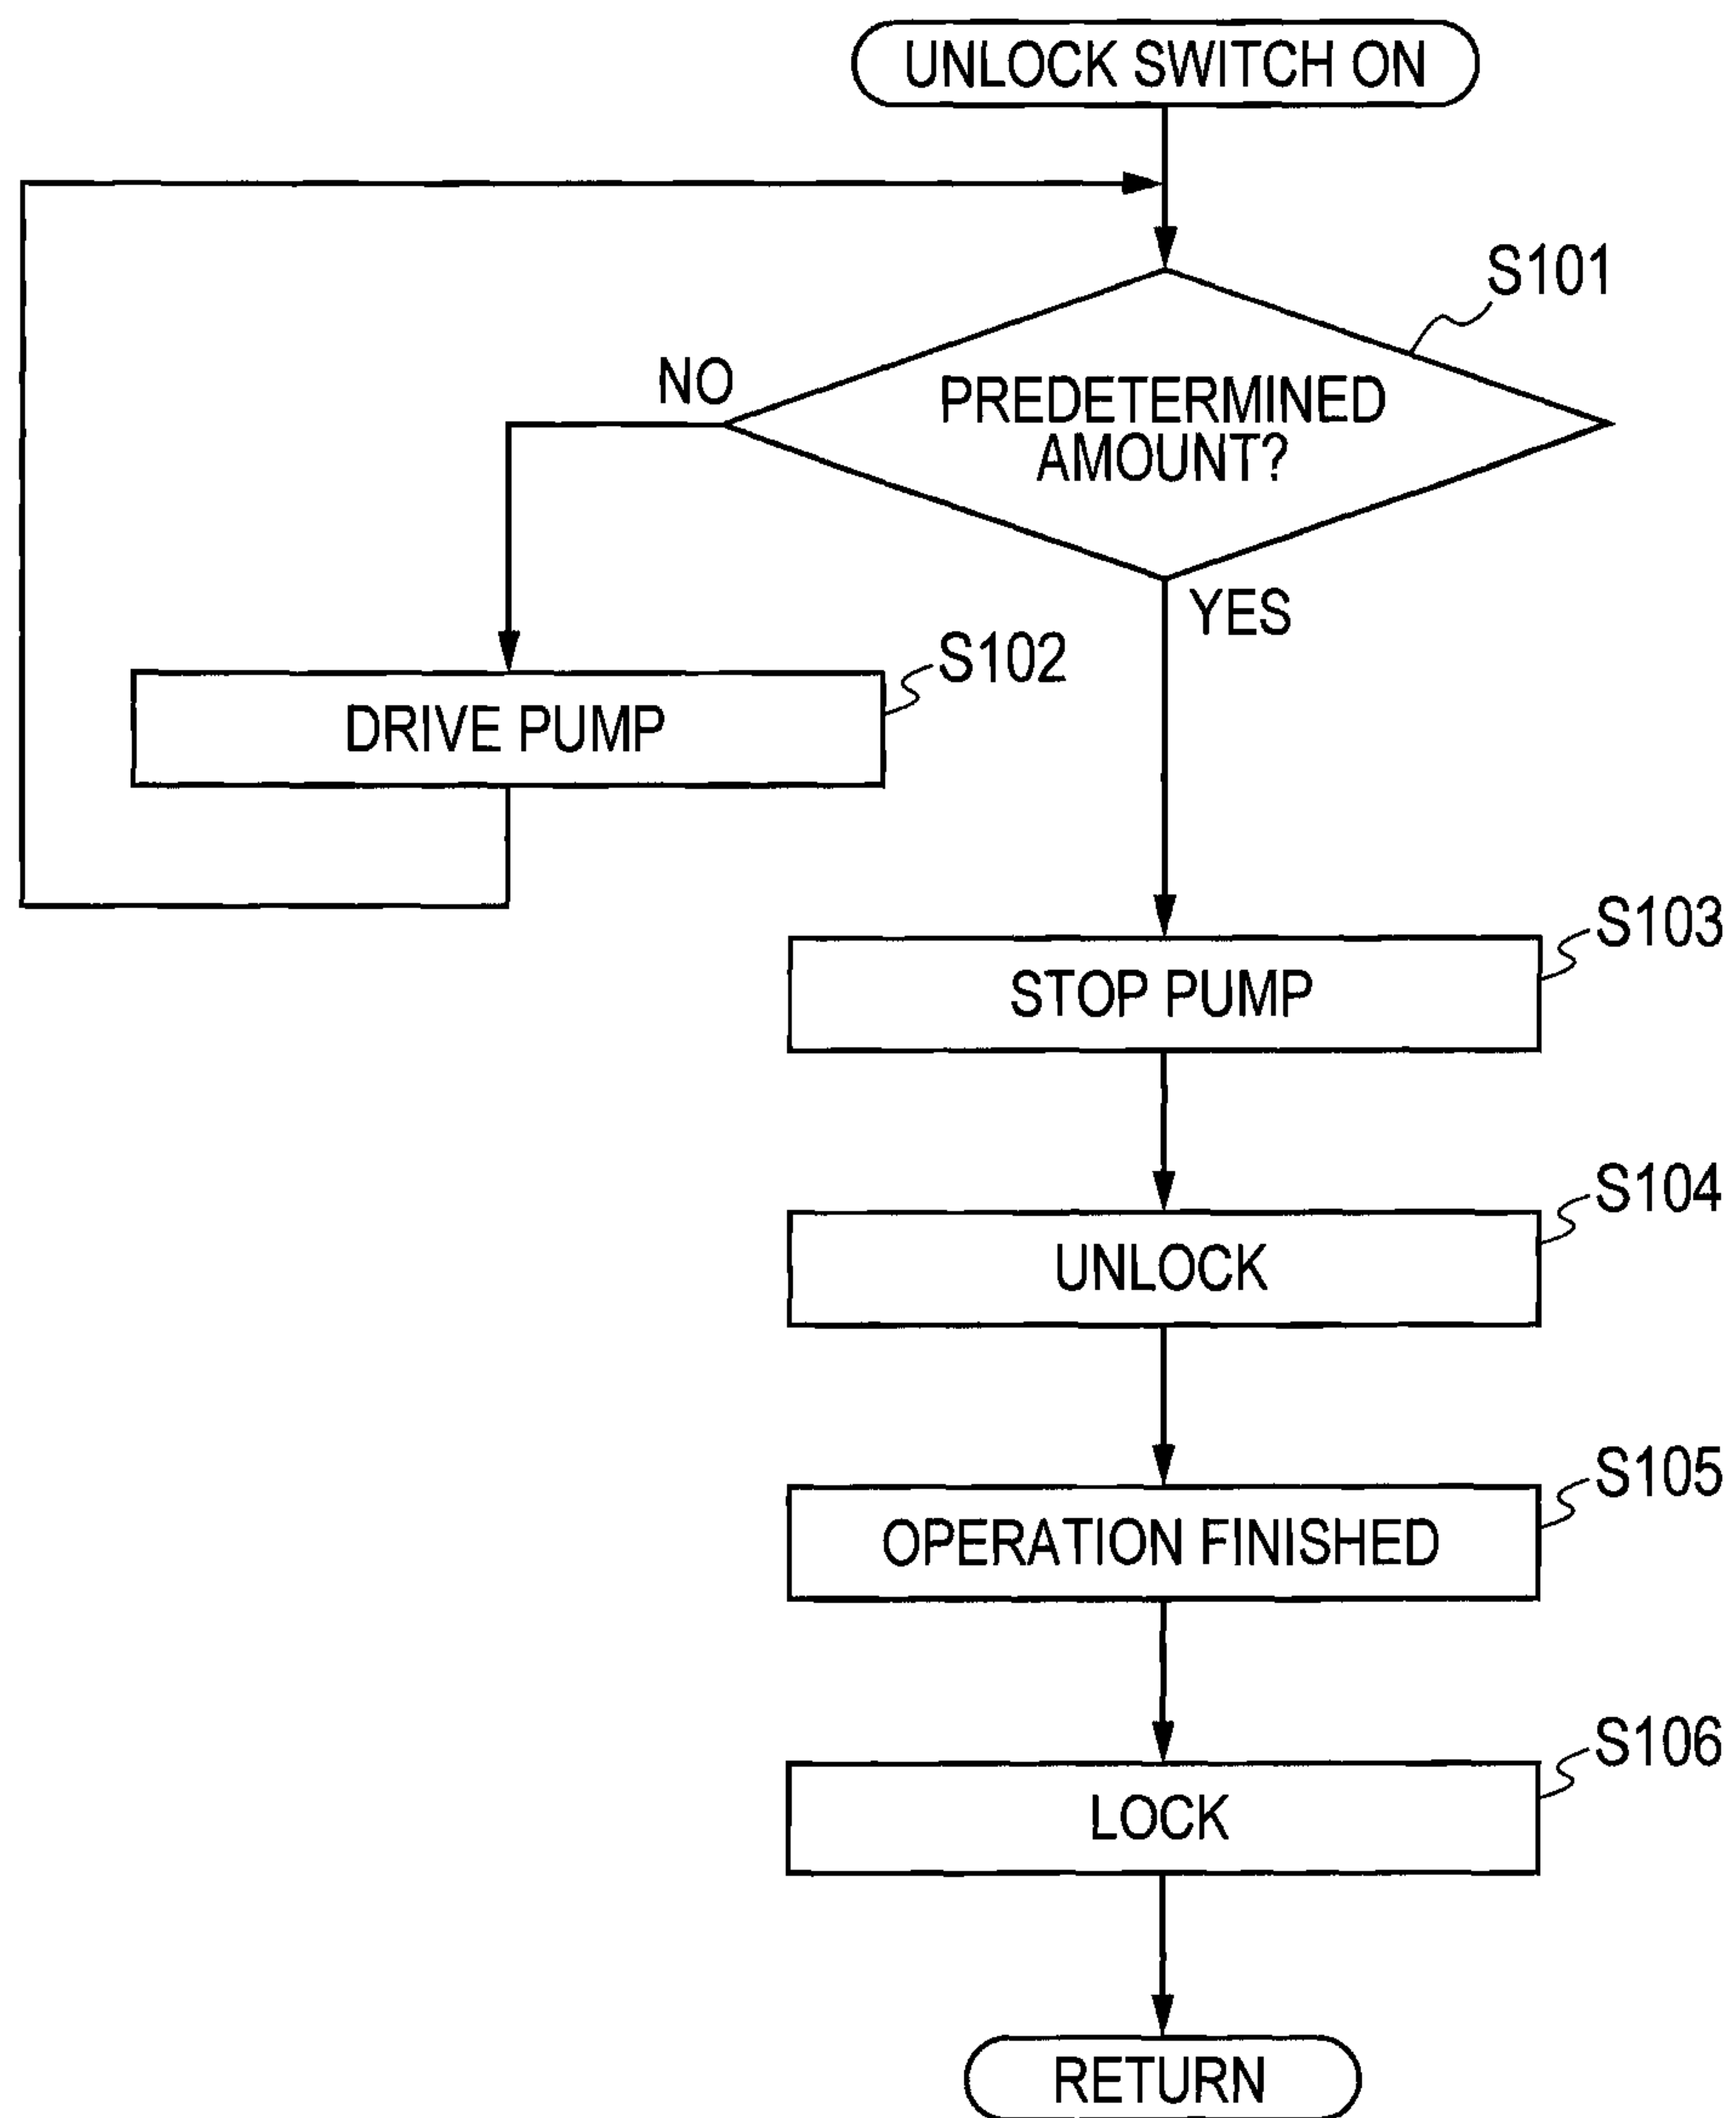 UNLOCK SWITCH ON
S101
NO
PREDETERMINED
AMOUNT?
YES
S102
DRIVE PUMP
S103
STOP PUMP
S104
UNLOCK
S105
OPERATION FINISHED
S106
LOCK
RETURN